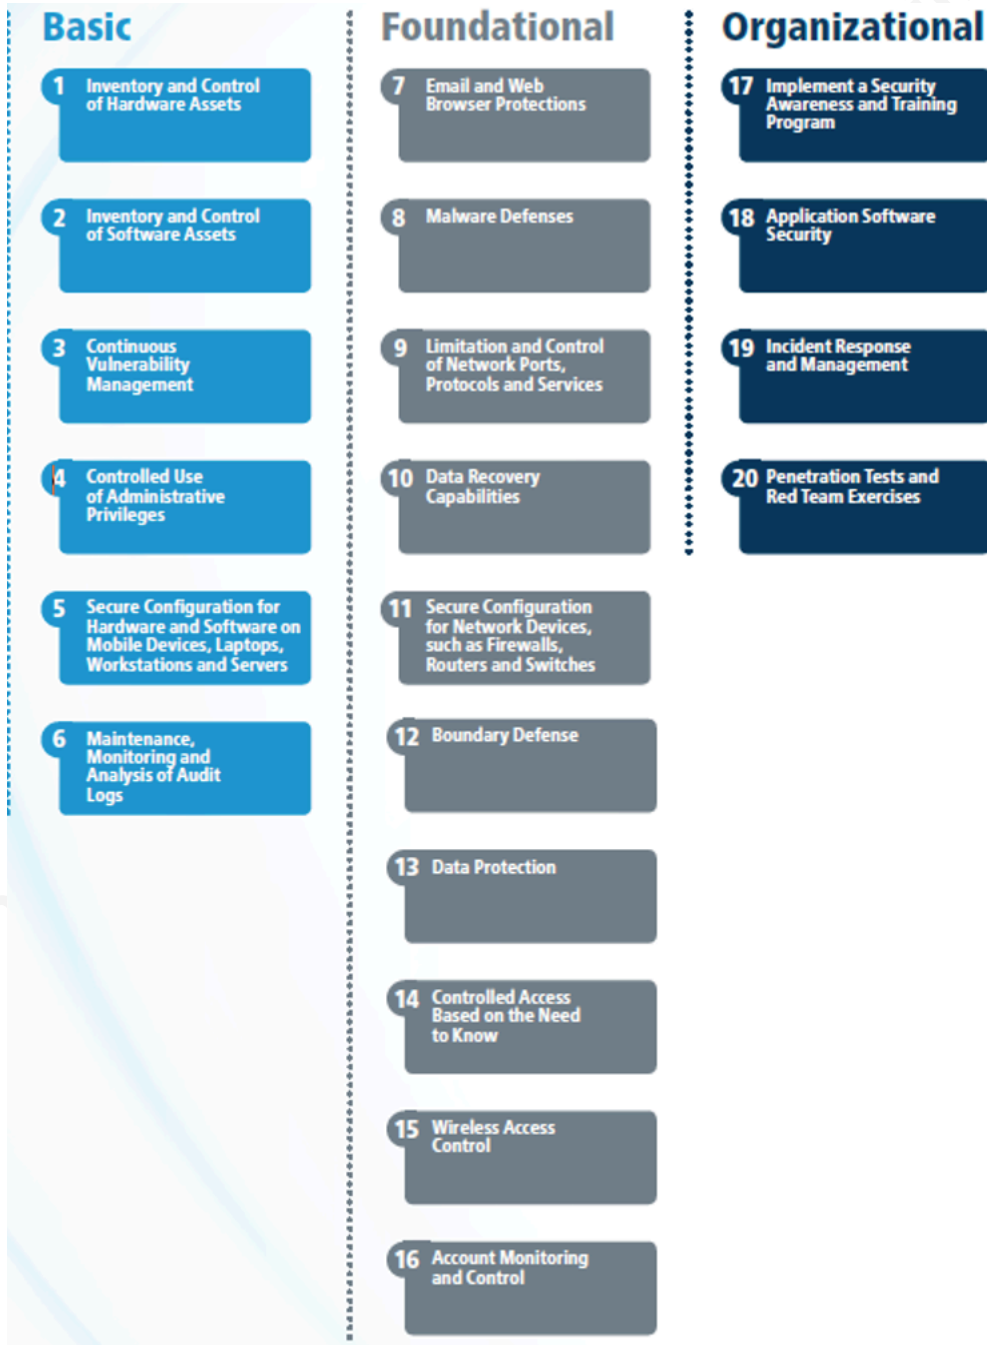 Basic
1 Inventory and Control
of Hardware Assets
2 Inventory and Control
of Software Assets
3 Continuous
Vulnerability
Management
4 Controlled Use
of Administrative
Privileges
5 Secure Configuration for
Hardware and Software on
Mobile Devices, Laptops,
Workstations and Servers
6 Maintenance,
Monitoring and
Analysis of Audit
Logs
Foundational
7 Email and Web
Browser Protections
8 Malware Defenses
9 Limitation and Control
of Network Ports,
Protocols and Services
10 Data Recovery
Capabilities
11 Secure Configuration
for Network Devices,
such as Firewalls,
Routers and Switches
12 Boundary Defense
13 Data Protection
14 Controlled Access
Based on the Need
to Know
15 Wireless Access
Control
16 Account Monitoring
and Control
Organizational
17 Implement a Security
Awareness and Training
Program
18 Application Software
Security
19 Incident Response
and Management
20 Penetration Tests and
Red Team Exercises